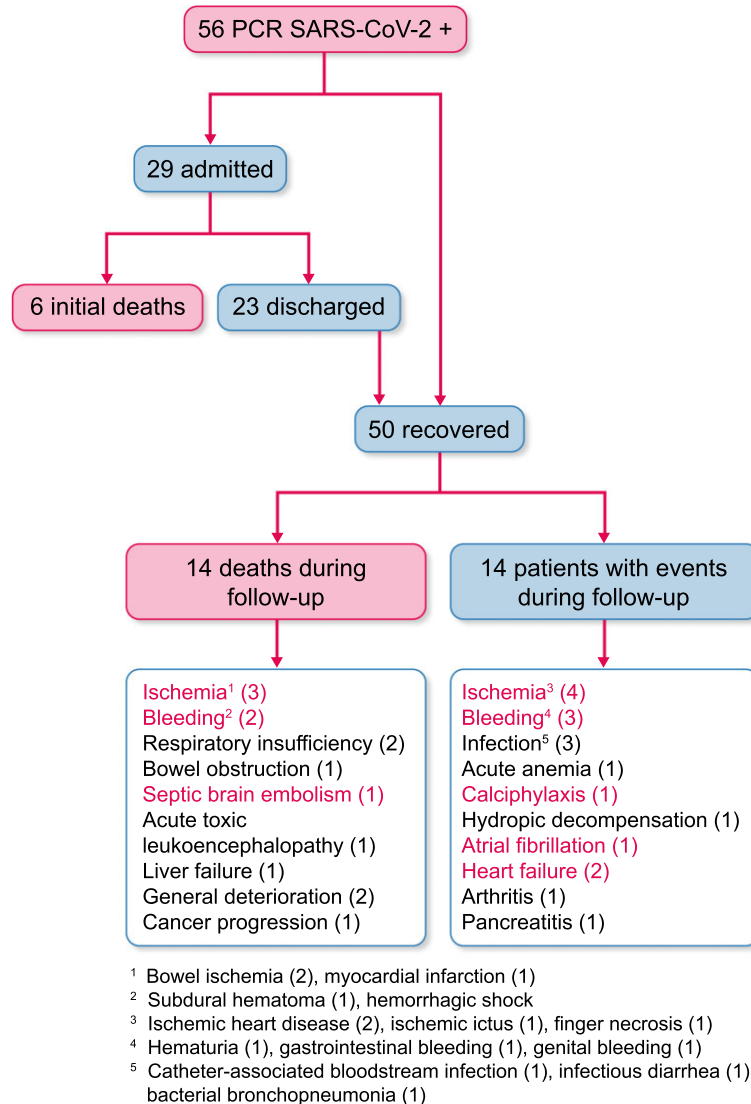 56 PCR SARS-CoV-2 +
29 admitted
6 initial deaths
23 discharged
50 recovered
14 deaths during
follow-up
Ischemia¹ (3)
Bleeding² (2)
Respiratory insufficiency (2)
Bowel obstruction (1)
Septic brain embolism (1)
Acute toxic
leukoencephalopathy (1)
Liver failure (1)
General deterioration (2)
Cancer progression (1)
14 patients with events
during follow-up
Ischemia³ (4)
Bleeding⁴ (3)
Infection⁵ (3)
Acute anemia (1)
Calciphylaxis (1)
Hydropic decompensation (1)
Atrial fibrillation (1)
Heart failure (2)
Arthritis (1)
Pancreatitis (1)
¹ Bowel ischemia (2), myocardial infarction (1)
² Subdural hematoma (1), hemorrhagic shock
³ Ischemic heart disease (2), ischemic ictus (1), finger necrosis (1)
⁴ Hematuria (1), gastrointestinal bleeding (1), genital bleeding (1)
⁵ Catheter-associated bloodstream infection (1), infectious diarrhea (1)
bacterial bronchopneumonia (1)